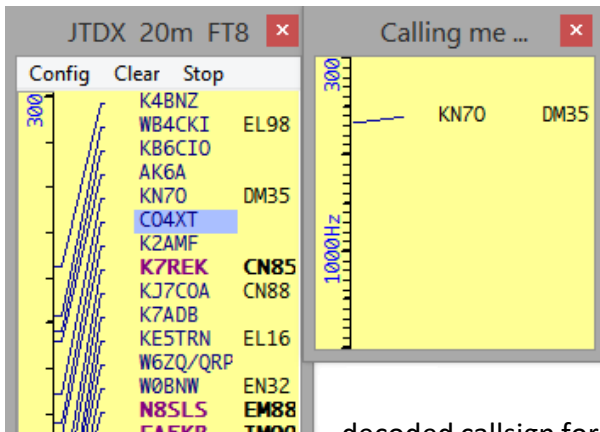 JTDX 20m FT8
Config Clear Stop
300
K4BNZ
WB4CKI EL98
KB6CIO
AK6A
KN7O DM35
CO4XT
K2AMF
K7REK CN85
KJ7COA CN88
K7ADB
KE5TRN EL16
W6ZQ/QRP
WØBNW EN32
N8SLS EM88
Calling me ...
300
KN7O DM35
1000Hz
decoded callsign for